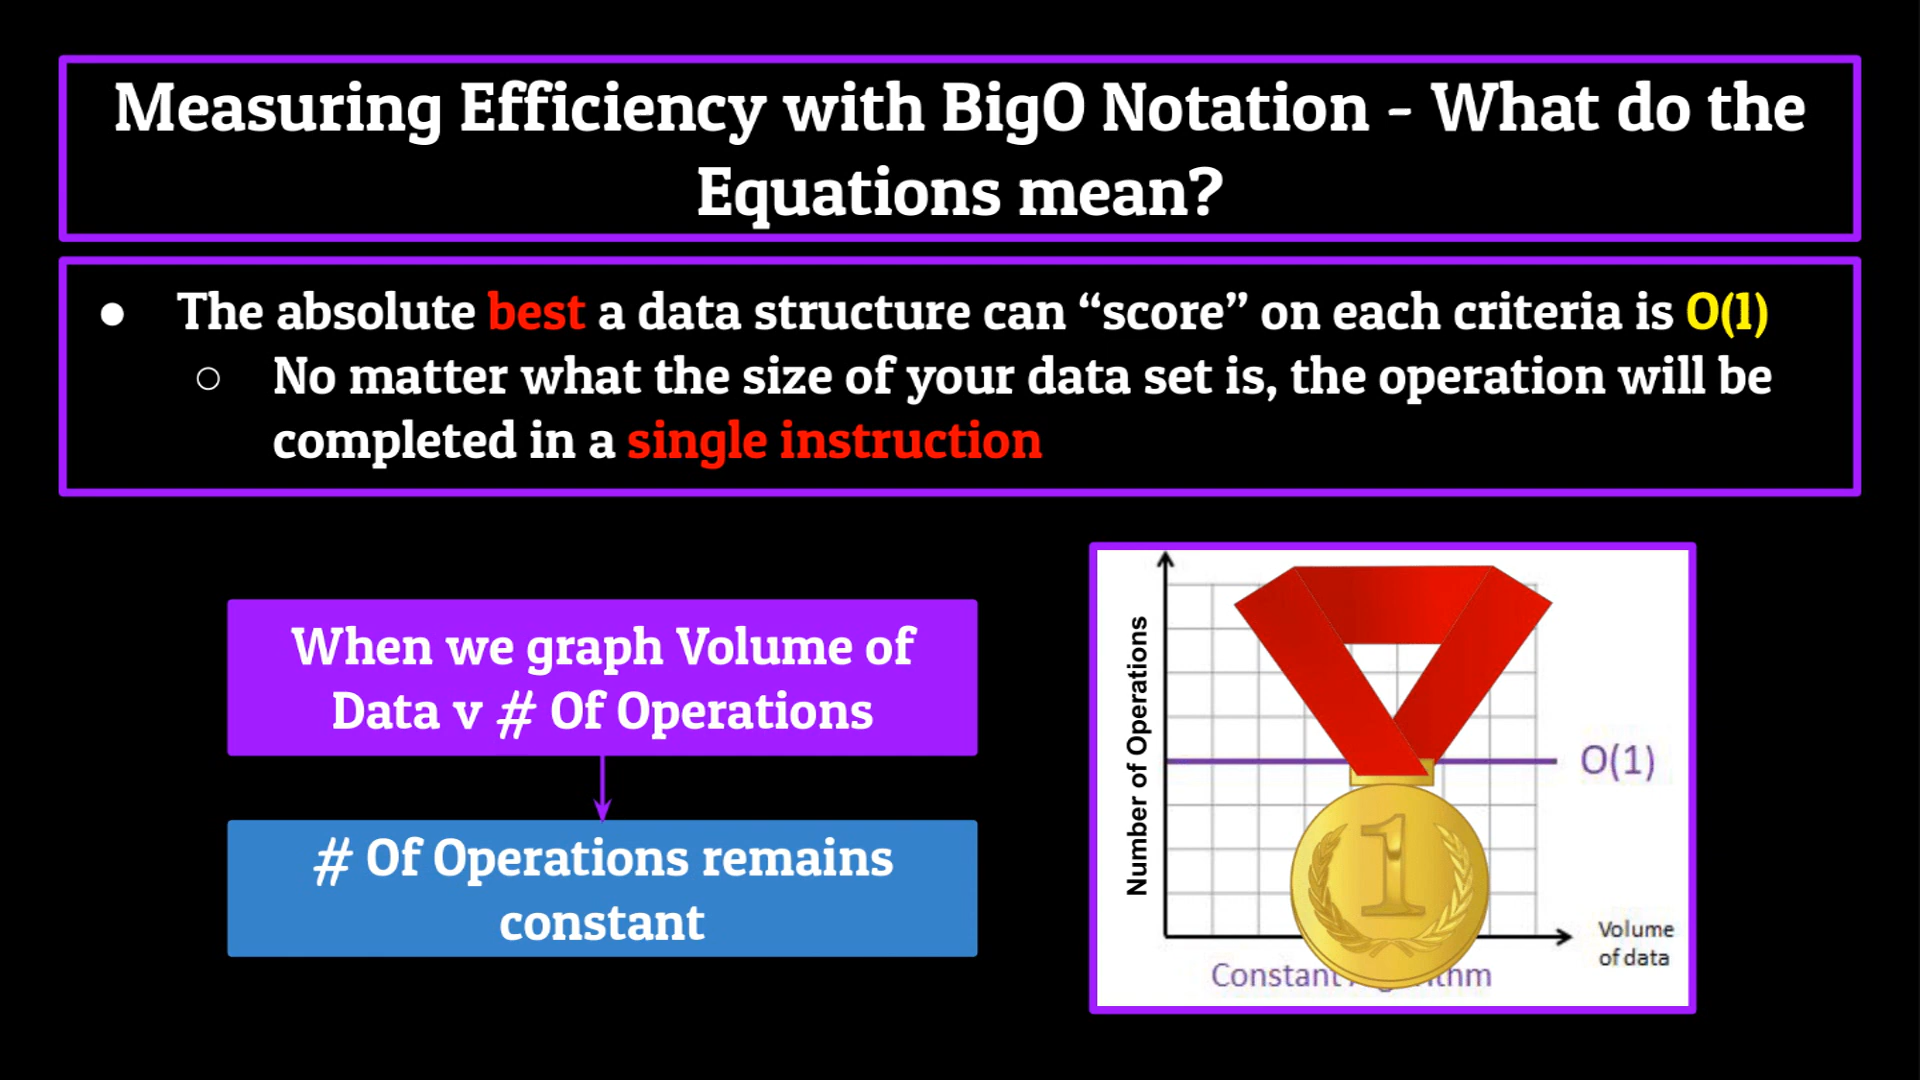 Measuring Efficiency with BigO Notation - What do the
Equations mean?
● The absolute best a data structure can “score” on each criteria is O(1)
○ No matter what the size of your data set is, the operation will be
completed in a single instruction
When we graph Volume of
Data v # Of Operations
# Of Operations remains
constant
Number of Operations
O(1)
1
Volume
of data
Constant